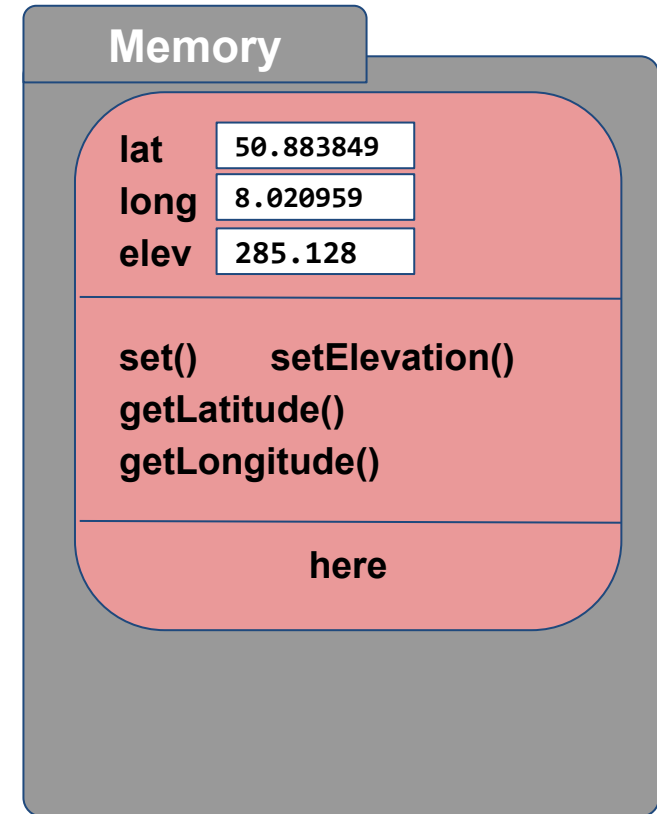 Memory
lat 50.883849
long 8.020959
elev 285.128
set() setElevation()
getLatitude()
getLongitude()
here